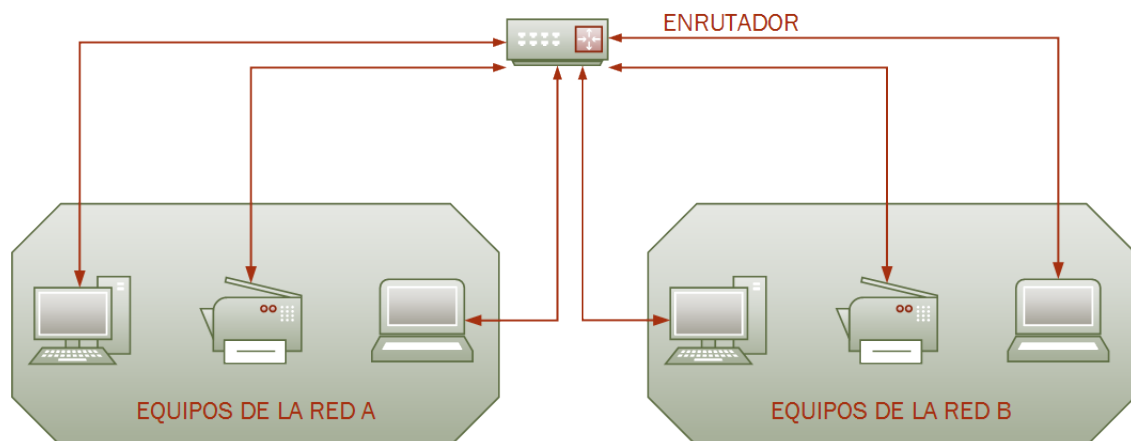 ENRUTADOR
EQUIPOS DE LA RED A
EQUIPOS DE LA RED B